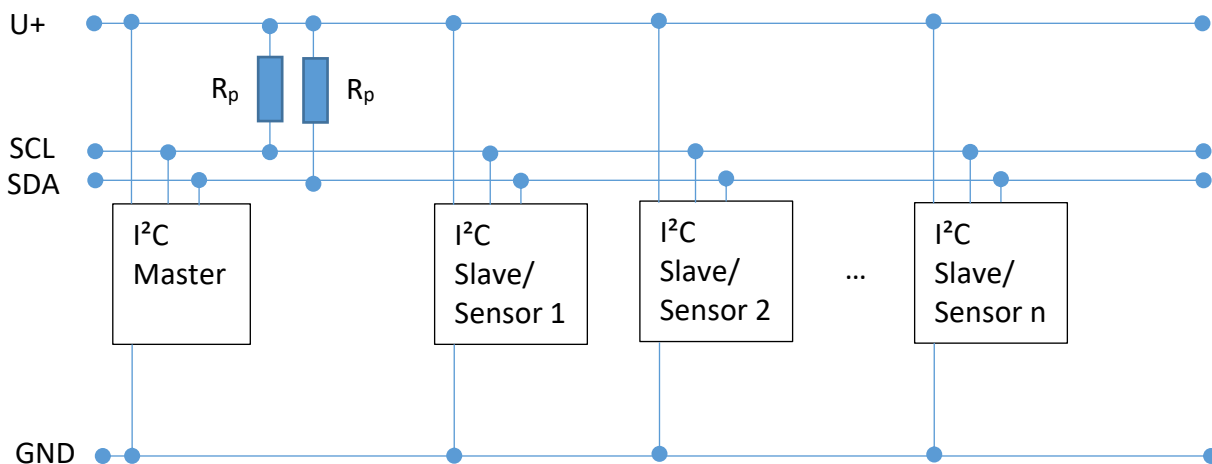 U+
Rₚ
Rₚ
SCL
SDA
I²C
Master
I²C
Slave/
Sensor 1
I²C
Slave/
Sensor 2
...
I²C
Slave/
Sensor n
GND